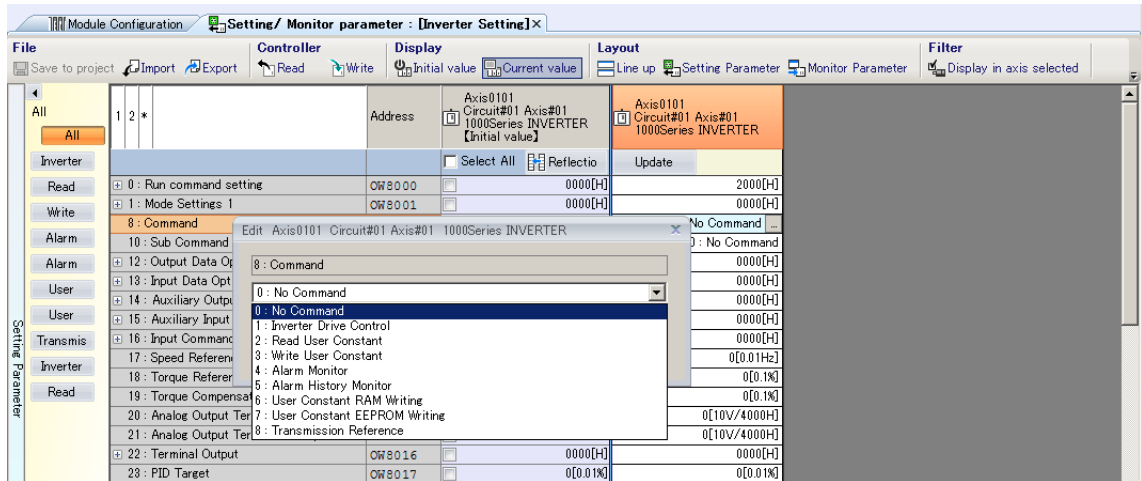 Module Configuration
Setting/ Monitor parameter : [Inverter Setting]×
File
Controller
Display
Layout
Filter
Save to project Import Export
Read Write
Initial value Current value
Line up Setting Parameter Monitor Parameter
Display in axis selected
Setting Parameter
All
All
Inverter
Read
Write
Alarm
Alarm
User
User
Transmis
Inverter
Read
1 2 *
Address
Axis0101
Circuit#01 Axis#01
1000Series INVERTER
【Initial value】
Axis0101
Circuit#01 Axis#01
1000Series INVERTER
Select All Reflectio
Update
0 : Run command setting OW8000 0000[H] 2000[H]
1 : Mode Settings 1 OW8001 0000[H] 0000[H]
8 : Command No Command ...
10 : Sub Command : No Command
12 : Output Data Op 0000[H]
13 : Input Data Opt 0000[H]
14 : Auxiliary Outpu 0000[H]
15 : Auxiliary Input 0000[H]
16 : Input Command 0000[H]
17 : Speed Referen 0[0.01Hz]
18 : Torque Referen 0[0.1%]
19 : Torque Compensat 0[0.1%]
20 : Analog Output Ter 0[10V/4000H]
21 : Analog Output Ter 0[10V/4000H]
22 : Terminal Output OW8016 0000[H] 0000[H]
23 : PID Target OW8017 0[0.01%] 0[0.01%]
Edit Axis0101 Circuit#01 Axis#01 1000Series INVERTER X
8 : Command
0 : No Command
0 : No Command
1 : Inverter Drive Control
2 : Read User Constant
3 : Write User Constant
4 : Alarm Monitor
5 : Alarm History Monitor
6 : User Constant RAM Writing
7 : User Constant EEPROM Writing
8 : Transmission Reference